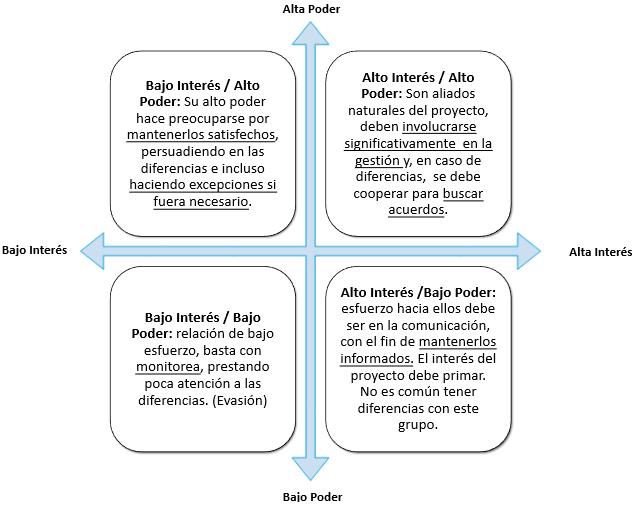 Alta Poder
Bajo Interés / Alto
Poder: Su alto poder
hace preocuparse por
mantenerlos satisfechos,
persuadiendo en las
diferencias e incluso
haciendo excepciones si
fuera necesario.
Alto Interés / Alto
Poder: Son aliados
naturales del proyecto,
deben involucrarse
significativamente en la
gestión y, en caso de
diferencias, se debe
cooperar para buscar
acuerdos.
Bajo Interés
Alta Interés
Bajo Interés / Bajo
Poder: relación de bajo
esfuerzo, basta con
monitorea, prestando
poca atención a las
diferencias. (Evasión)
Alto Interés /Bajo Poder:
esfuerzo hacia ellos debe
ser en la comunicación,
con el fin de mantenerlos
informados. El interés del
proyecto debe primar.
No es común tener
diferencias con este
grupo.
Bajo Poder